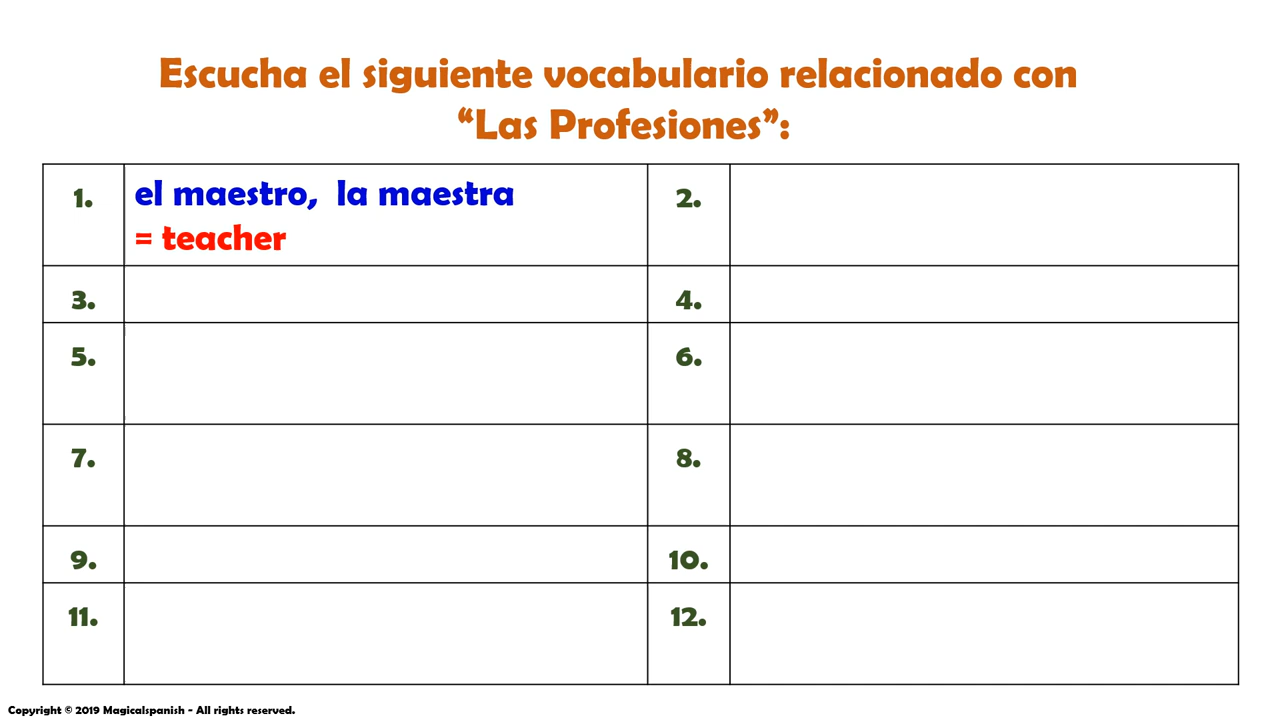 Escucha el siguiente vocabulario relacionado con
“Las Profesiones”:
1.
el maestro,  la maestra
= teacher
2.
3.
4.
5.
6.
7.
8.
9.
10.
11.
12.
Copyright © 2019 Magicalspanish - All rights reserved.